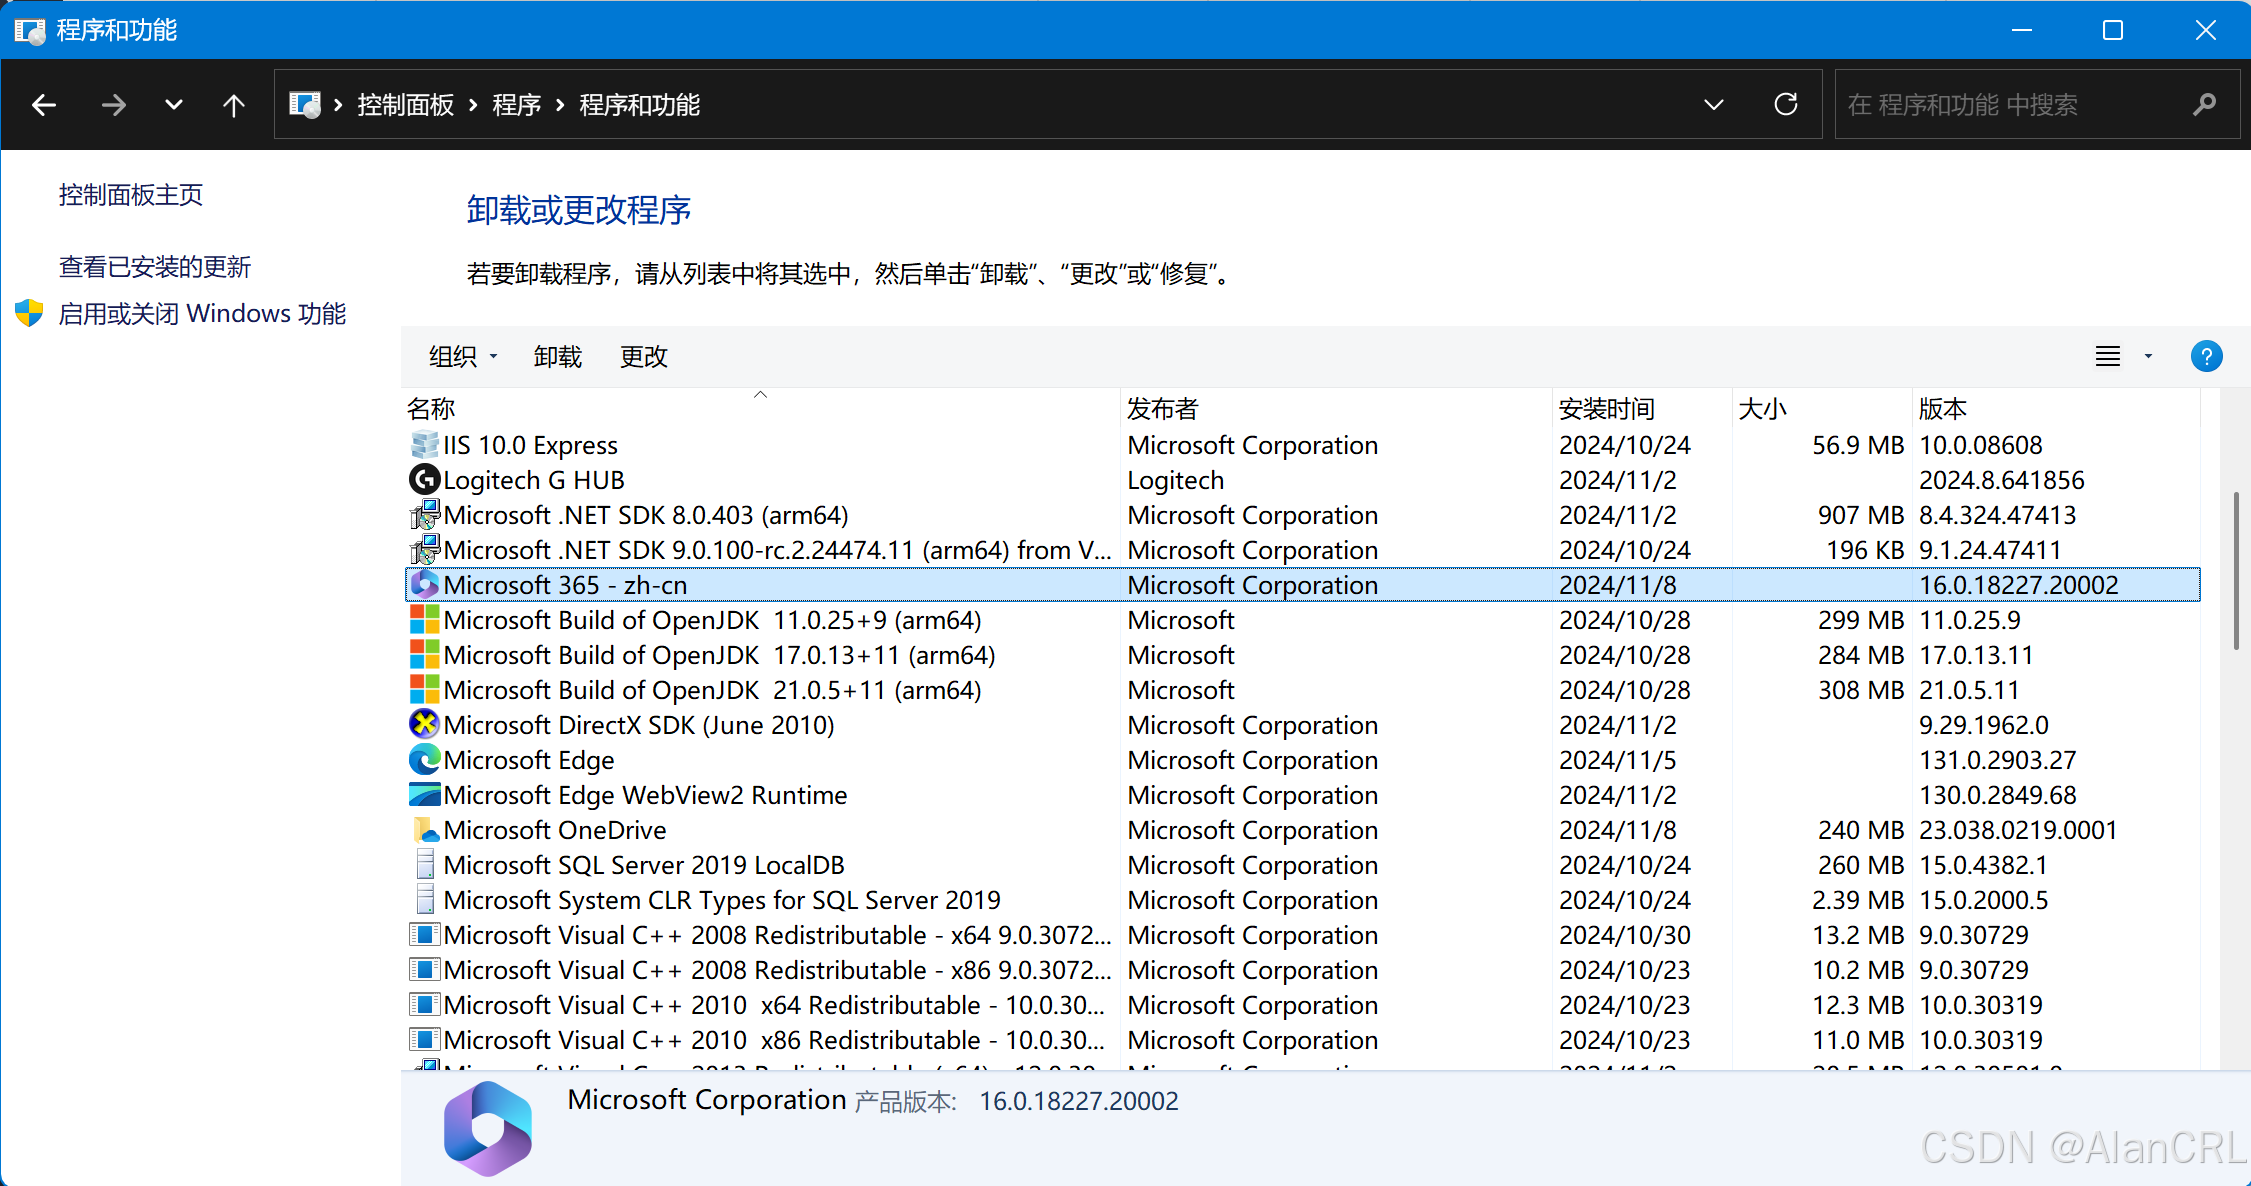 程序和功能
控制面板 程序 程序和功能
在 程序和功能 中搜索
控制面板主页
查看已安装的更新
启用或关闭 Windows 功能
卸载或更改程序
若要卸载程序，请从列表中将其选中，然后单击“卸载”、“更改”或“修复”。
组织 卸载 更改
名称 发布者 安装时间 大小 版本
IIS 10.0 Express Microsoft Corporation 2024/10/24 56.9 MB 10.0.08608
Logitech G HUB Logitech 2024/11/2 2024.8.641856
Microsoft .NET SDK 8.0.403 (arm64) Microsoft Corporation 2024/11/2 907 MB 8.4.324.47413
Microsoft .NET SDK 9.0.100-rc.2.24474.11 (arm64) from V... Microsoft Corporation 2024/10/24 196 KB 9.1.24.47411
Microsoft 365 - zh-cn Microsoft Corporation 2024/11/8 16.0.18227.20002
Microsoft Build of OpenJDK 11.0.25+9 (arm64) Microsoft 2024/10/28 299 MB 11.0.25.9
Microsoft Build of OpenJDK 17.0.13+11 (arm64) Microsoft 2024/10/28 284 MB 17.0.13.11
Microsoft Build of OpenJDK 21.0.5+11 (arm64) Microsoft 2024/10/28 308 MB 21.0.5.11
Microsoft DirectX SDK (June 2010) Microsoft Corporation 2024/11/2 9.29.1962.0
Microsoft Edge Microsoft Corporation 2024/11/5 131.0.2903.27
Microsoft Edge WebView2 Runtime Microsoft Corporation 2024/11/2 130.0.2849.68
Microsoft OneDrive Microsoft Corporation 2024/11/8 240 MB 23.038.0219.0001
Microsoft SQL Server 2019 LocalDB Microsoft Corporation 2024/10/24 260 MB 15.0.4382.1
Microsoft System CLR Types for SQL Server 2019 Microsoft Corporation 2024/10/24 2.39 MB 15.0.2000.5
Microsoft Visual C++ 2008 Redistributable - x64 9.0.3072... Microsoft Corporation 2024/10/30 13.2 MB 9.0.30729
Microsoft Visual C++ 2008 Redistributable - x86 9.0.3072... Microsoft Corporation 2024/10/23 10.2 MB 9.0.30729
Microsoft Visual C++ 2010 x64 Redistributable - 10.0.30... Microsoft Corporation 2024/10/23 12.3 MB 10.0.30319
Microsoft Visual C++ 2010 x86 Redistributable - 10.0.30... Microsoft Corporation 2024/10/23 11.0 MB 10.0.30319
Microsoft Corporation 产品版本: 16.0.18227.20002
CSDN @AlanCRL